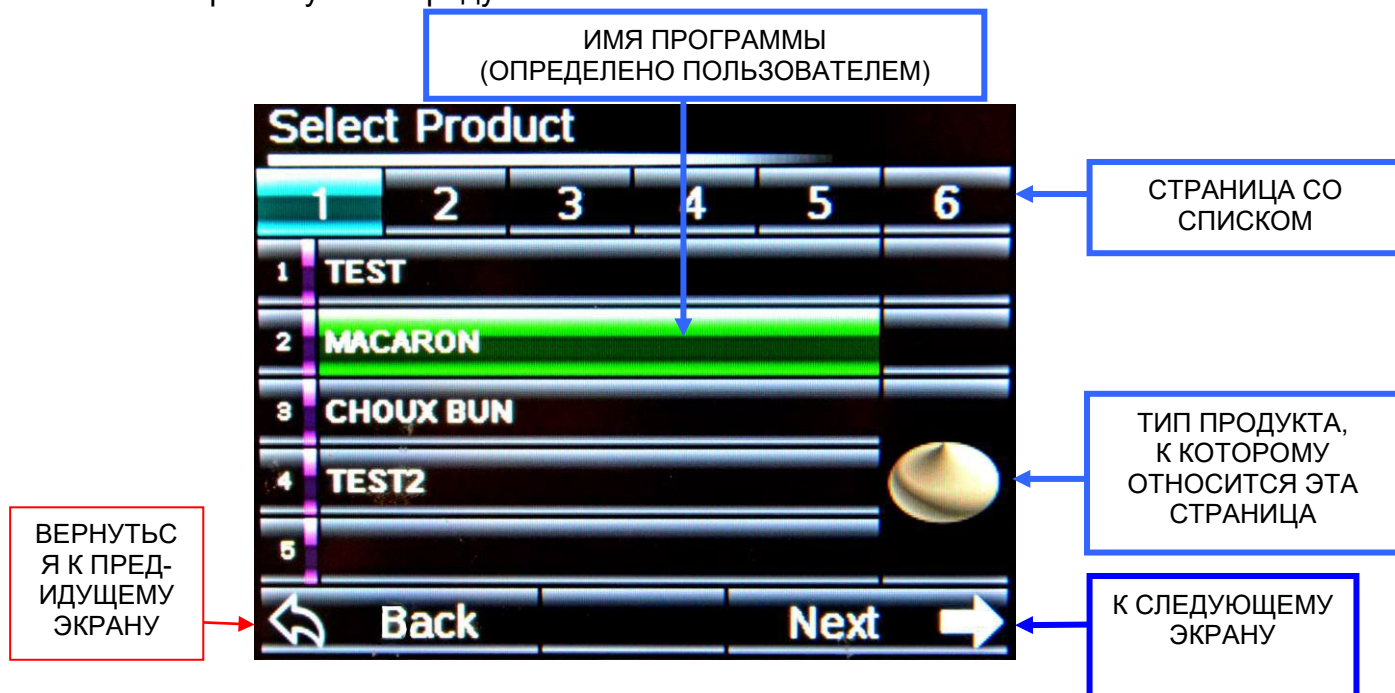 ИМЯ ПРОГРАММЫ
(ОПРЕДЕЛЕНО ПОЛЬЗОВАТЕЛЕМ)
Select Product
1 2 3 4 5 6
СТРАНИЦА СО
СПИСКОМ
1 TEST
2 MACARON
3 CHOUX BUN
4 TEST2
5
ТИП ПРОДУКТА,
К КОТОРОМУ
ОТНОСИТСЯ ЭТА
СТРАНИЦА
ВЕРНУТЬС
Я К ПРЕД-
ИДУЩЕМУ
ЭКРАНУ
Back Next
К СЛЕДУЮЩЕМУ
ЭКРАНУ